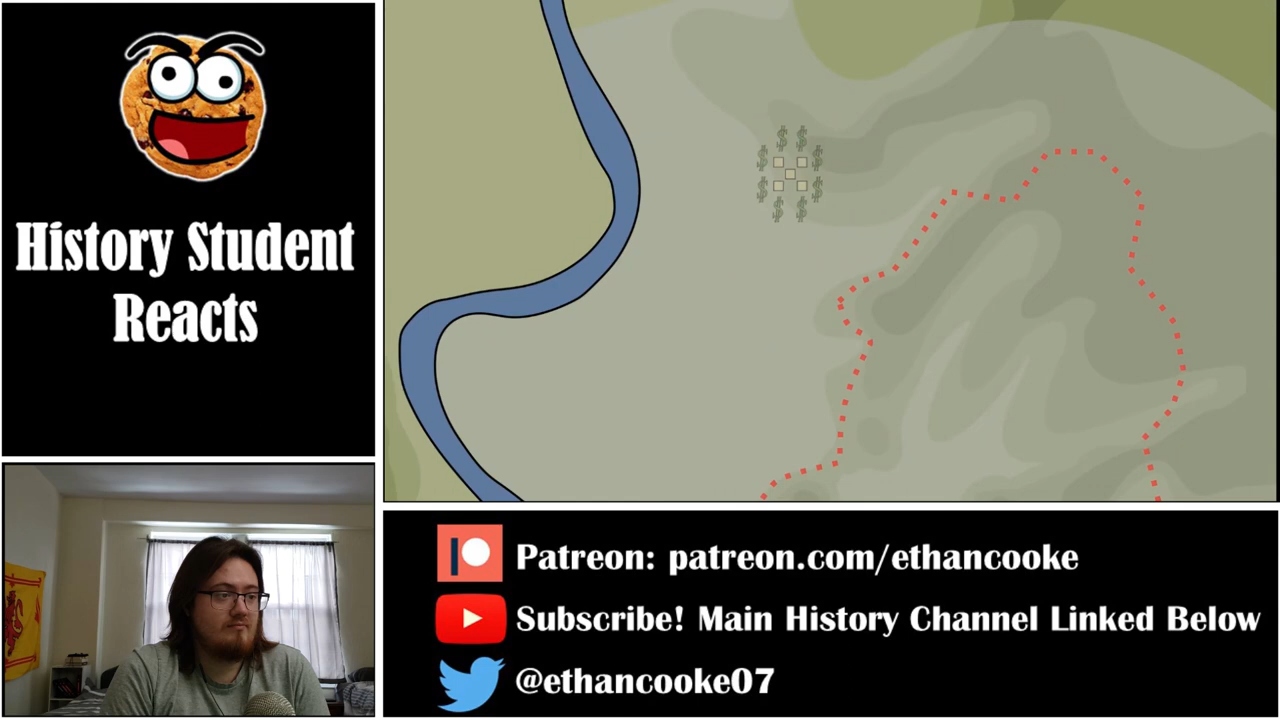 History Student
Reacts
Patreon: patreon.com/ethancooke
Subscribe! Main History Channel Linked Below
@ethancooke07